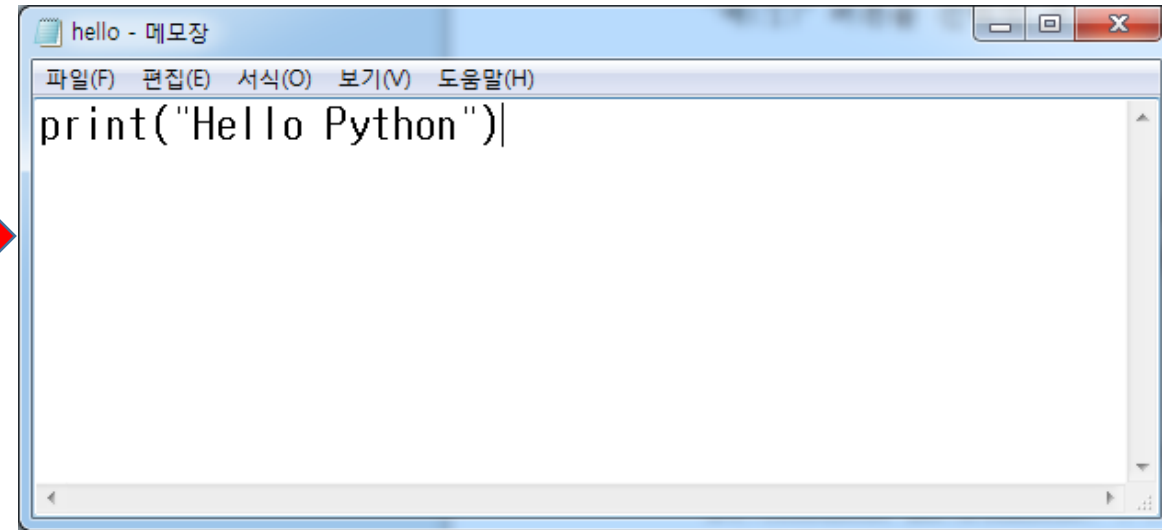 hello - 메모장
파일(F) 편집(E) 서식(O) 보기(V) 도움말(H)
print("Hello Python")